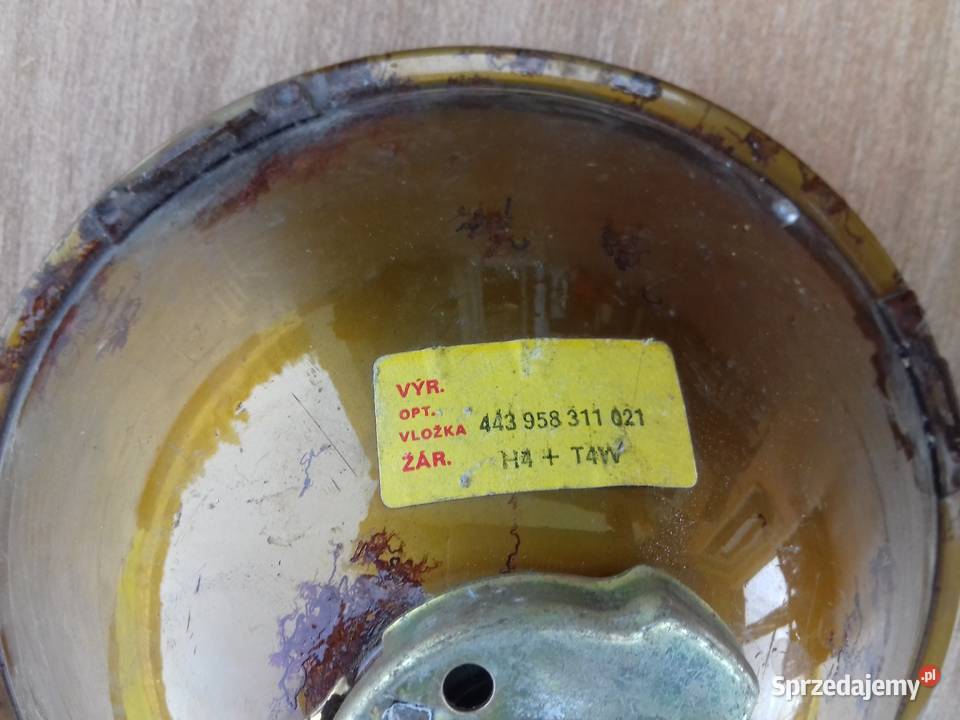 VÝR.
OPT.
VLOŽKA 443 958 311 021
ŽÁR. H4 + T4W
Sprzedajemy.pl